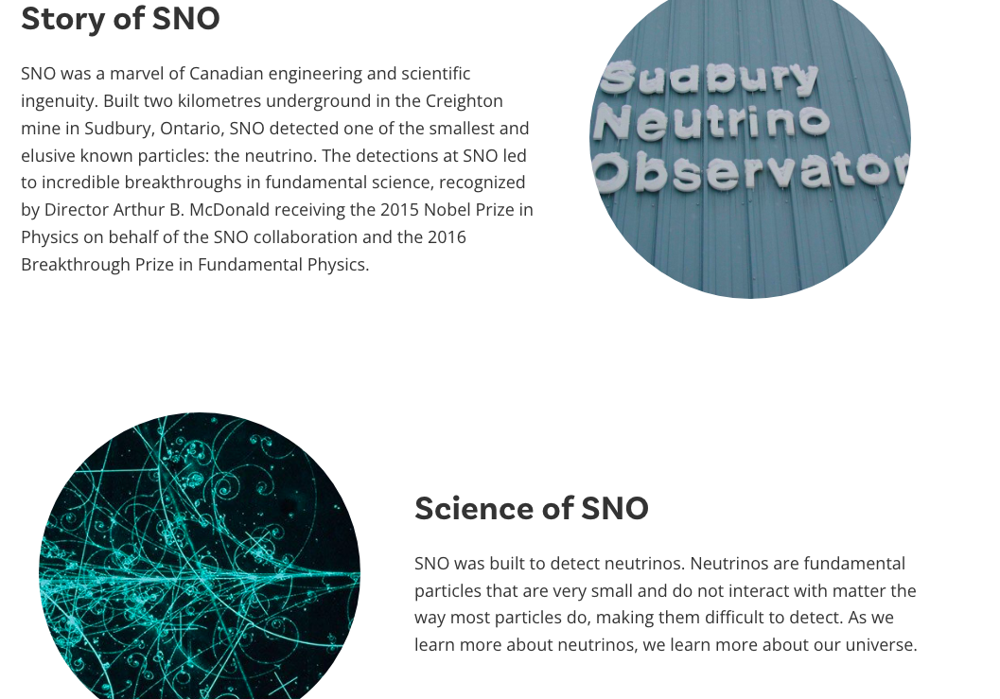 Story of SNO
SNO was a marvel of Canadian engineering and scientific
ingenuity. Built two kilometres underground in the Creighton
mine in Sudbury, Ontario, SNO detected one of the smallest and
elusive known particles: the neutrino. The detections at SNO led
to incredible breakthroughs in fundamental science, recognized
by Director Arthur B. McDonald receiving the 2015 Nobel Prize in
Physics on behalf of the SNO collaboration and the 2016
Breakthrough Prize in Fundamental Physics.
Sudbury
Neutrino
Observator
Science of SNO
SNO was built to detect neutrinos. Neutrinos are fundamental
particles that are very small and do not interact with matter the
way most particles do, making them difficult to detect. As we
learn more about neutrinos, we learn more about our universe.